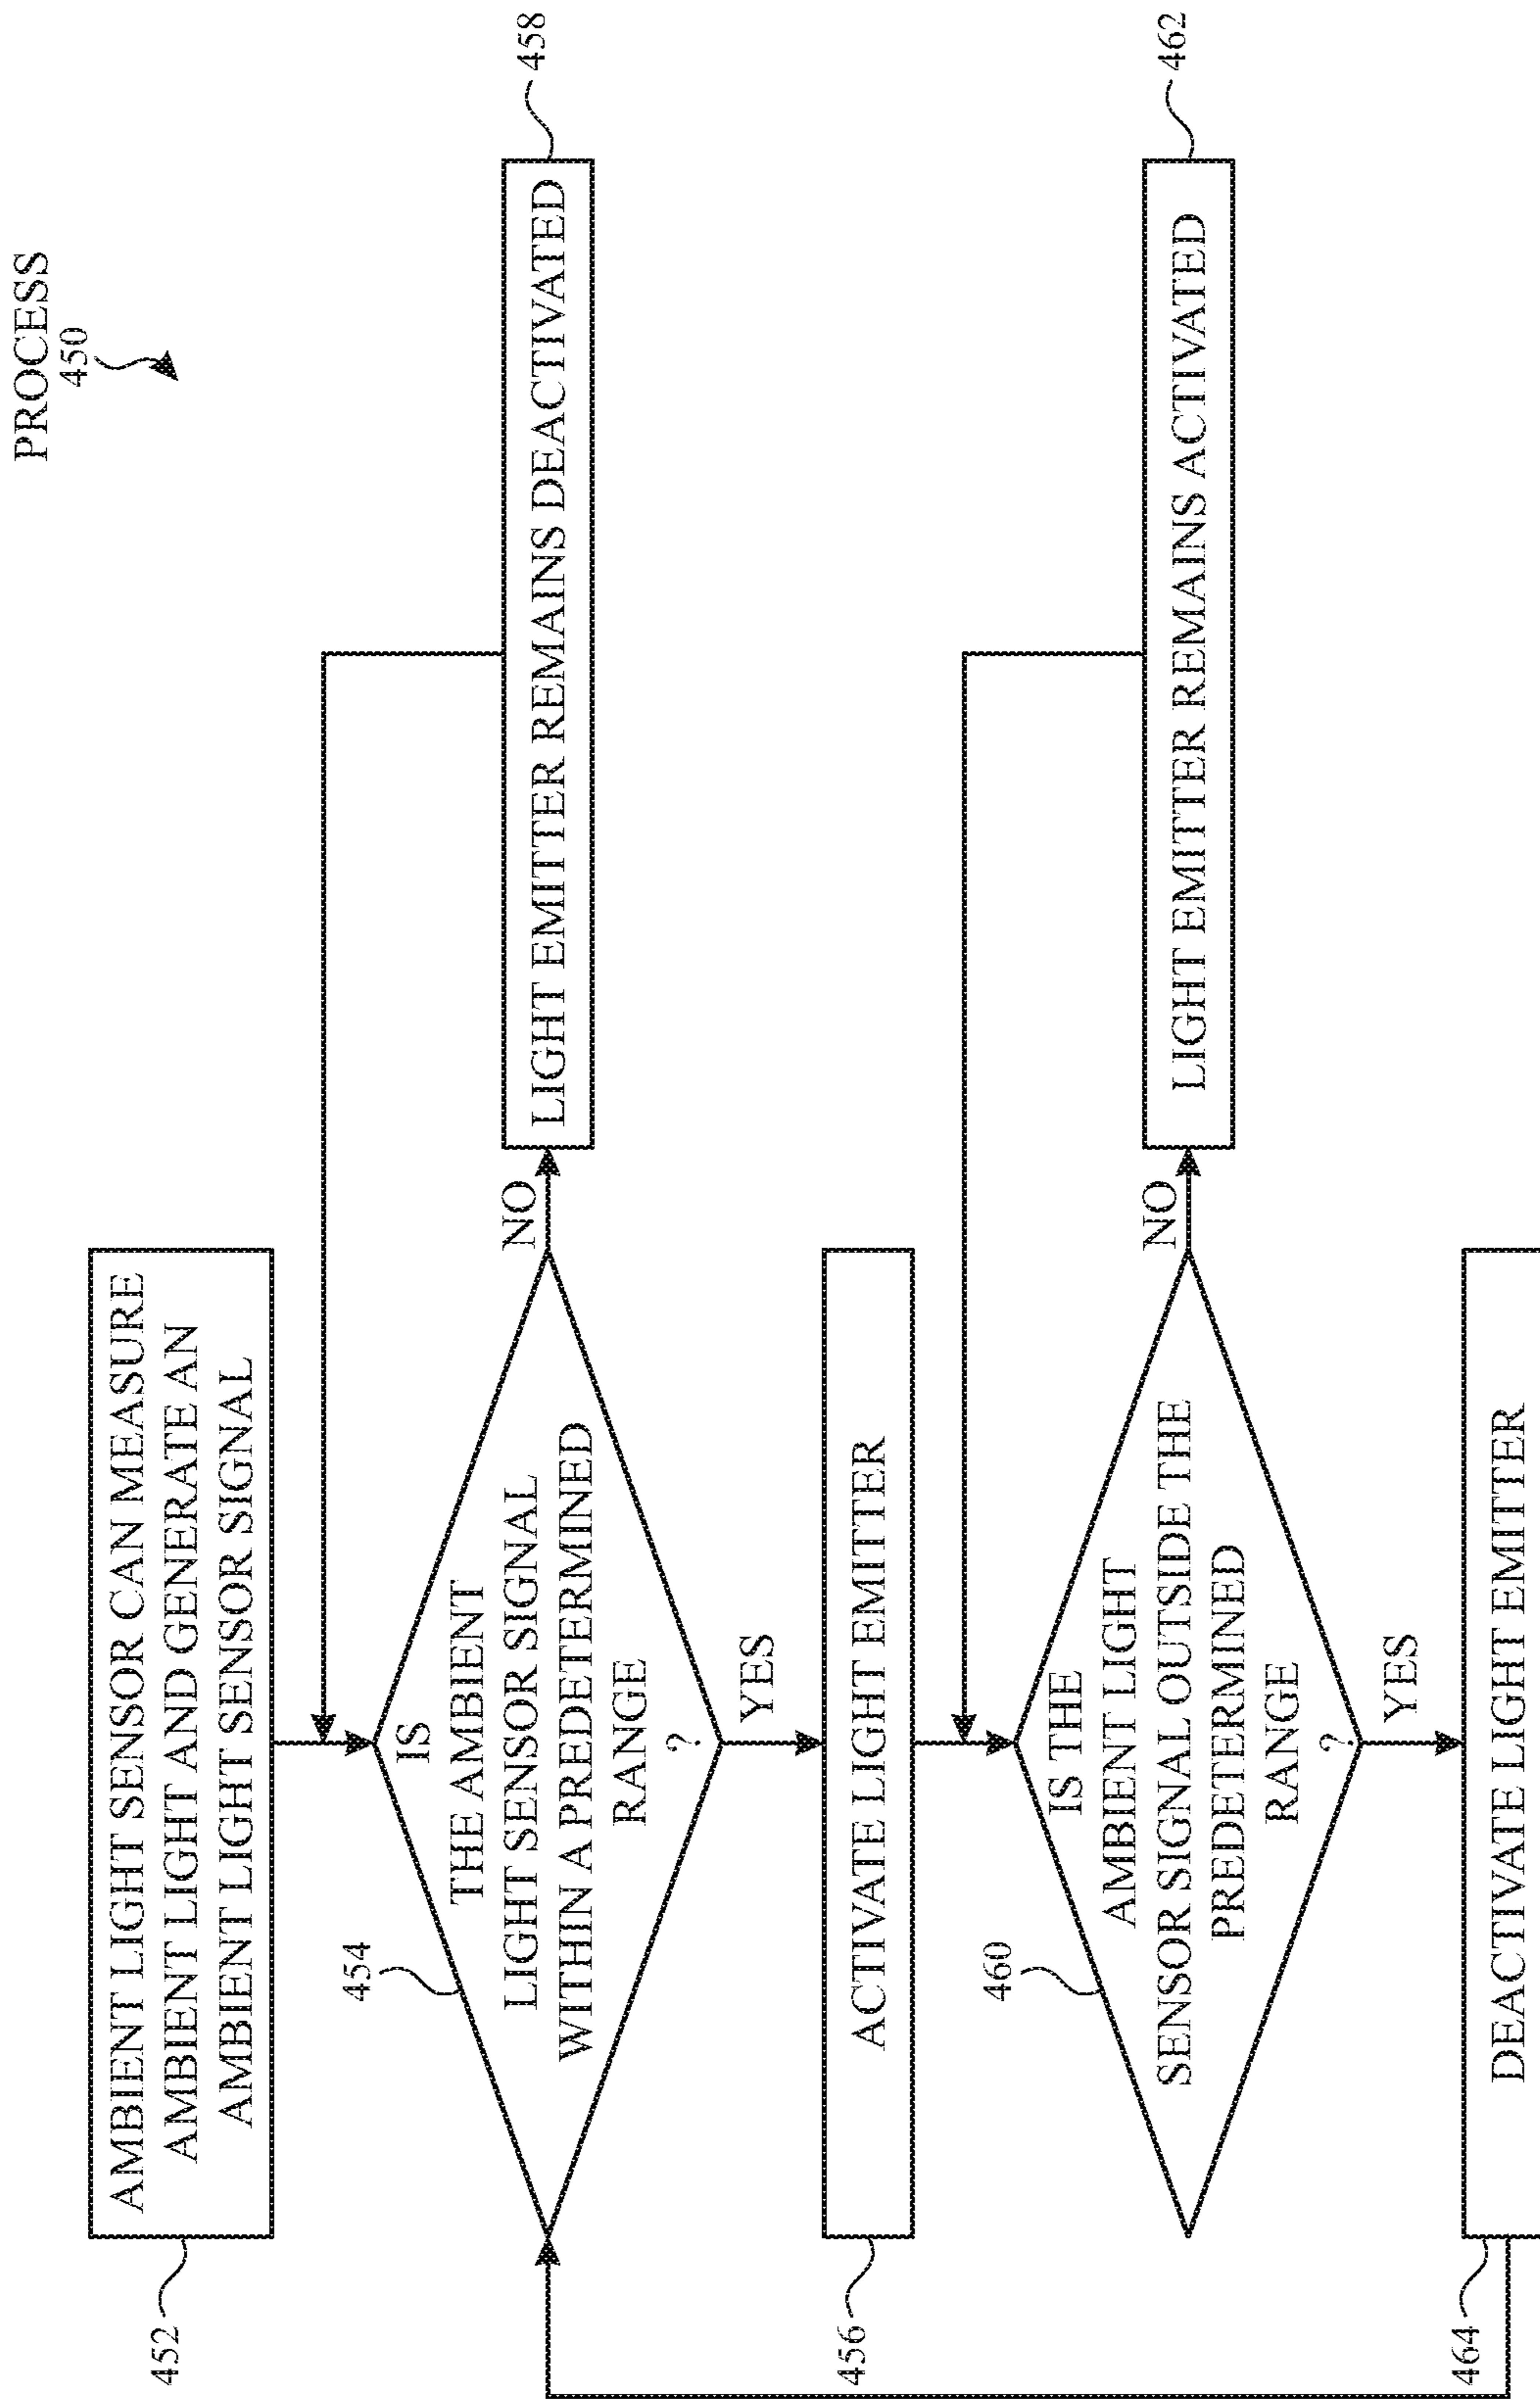 PROCESS
450
452
AMBIENT LIGHT SENSOR CAN MEASURE
AMBIENT LIGHT AND GENERATE AN
AMBIENT LIGHT SENSOR SIGNAL
454
IS
THE AMBIENT
LIGHT SENSOR SIGNAL
WITHIN A PREDETERMINED
RANGE
?
NO
LIGHT EMITTER REMAINS DEACTIVATED
458
YES
456
ACTIVATE LIGHT EMITTER
460
IS THE
AMBIENT LIGHT
SENSOR SIGNAL OUTSIDE THE
PREDETERMINED
RANGE
?
NO
LIGHT EMITTER REMAINS ACTIVATED
462
YES
464
DEACTIVATE LIGHT EMITTER